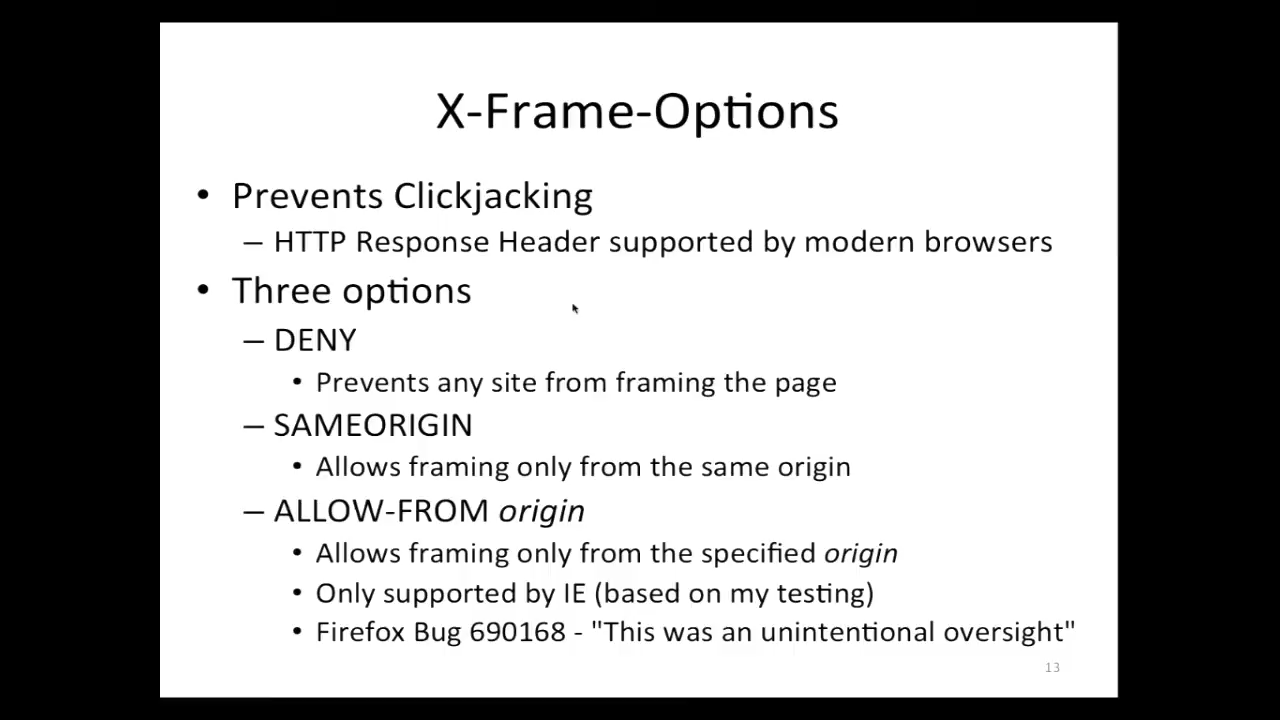 X-Frame-Options
• Prevents Clickjacking
– HTTP Response Header supported by modern browsers
• Three options
– DENY
• Prevents any site from framing the page
– SAMEORIGIN
• Allows framing only from the same origin
– ALLOW-FROM origin
• Allows framing only from the specified origin
• Only supported by IE (based on my testing)
• Firefox Bug 690168 - "This was an unintentional oversight"
13